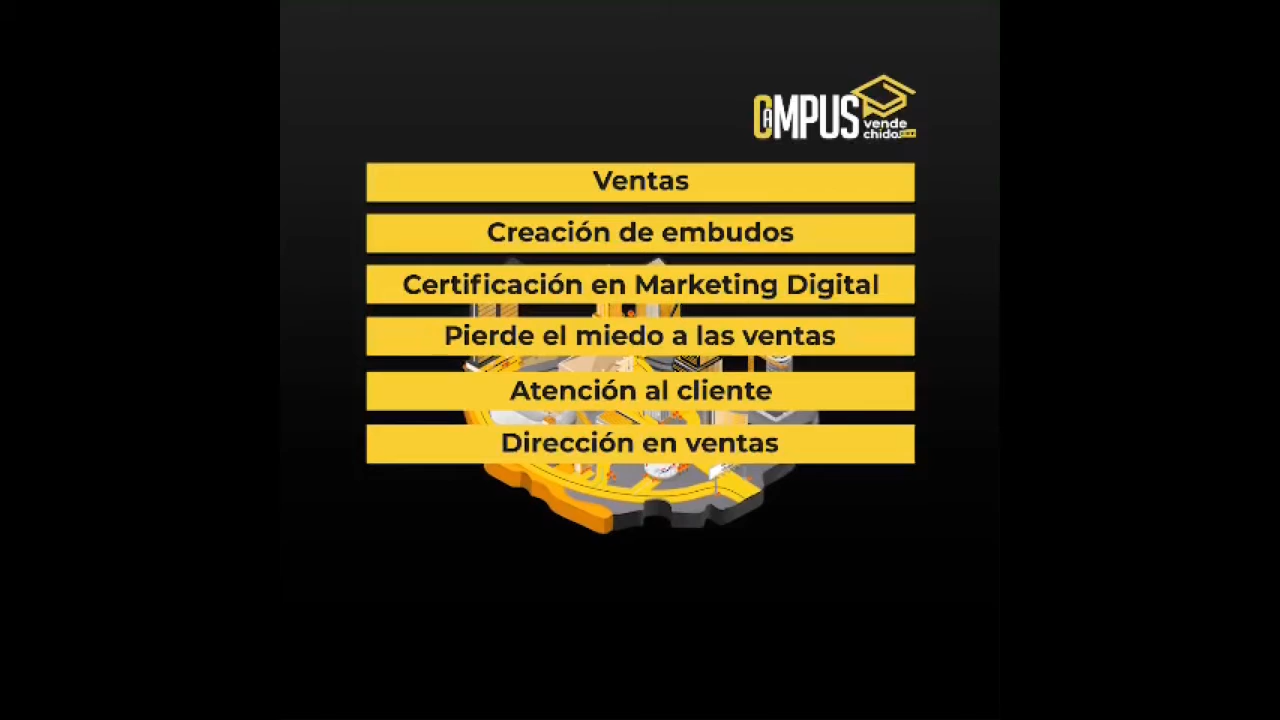 CAMPUS
vende
chido.com
Ventas
Creación de embudos
Certificación en Marketing Digital
Pierde el miedo a las ventas
Atención al cliente
Dirección en ventas